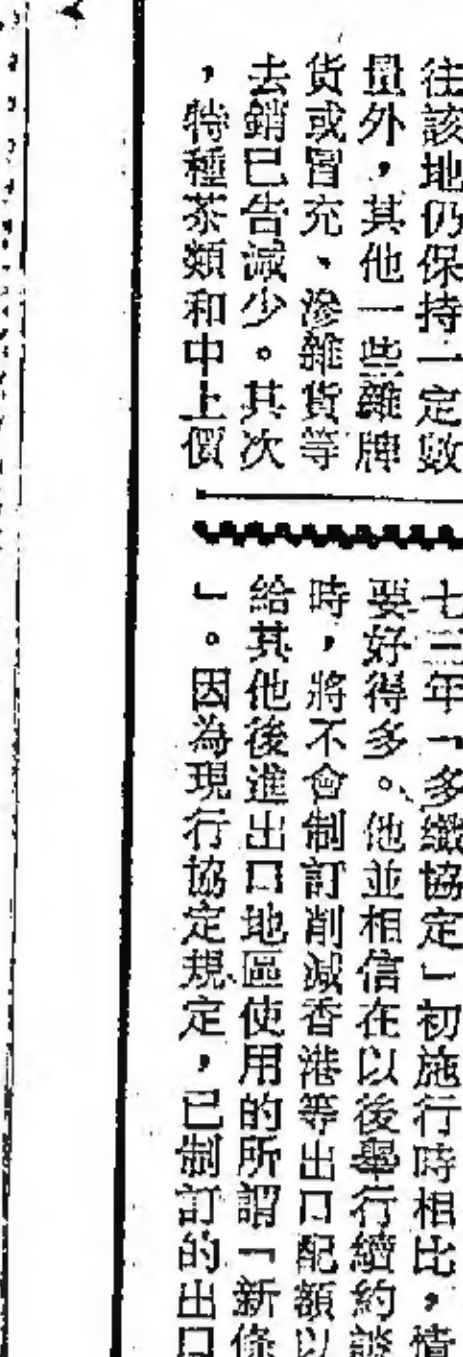 往該地仍保持一定數
量外，其他一些雜牌
貨或冒充、滲雜貨等
去銷已告減少。其次
，特種茶類和中上價
七三年「多纖協定」初施行時相比，情
要好得多。他並相信在以後舉行續約談
時，將不會制訂削減香港等出口配額以
給其他後進出口地區使用的所謂「新條
」。因為現行協定規定，已制訂的出口